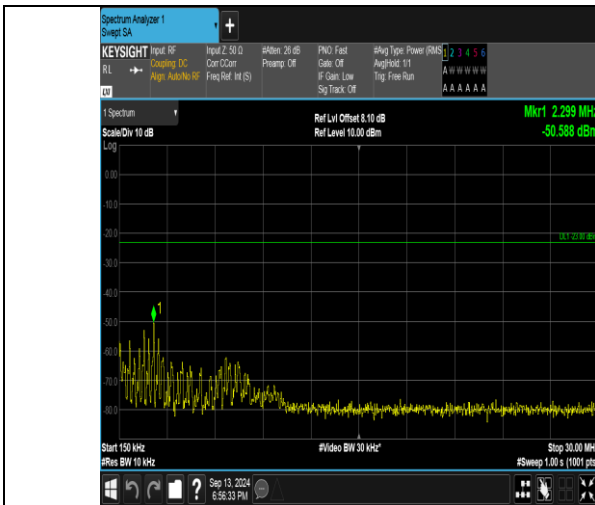 Spectrum Analyzer 1
Swept SA
+
KEYSIGHT Input: RF Input Z: 50 Ω #Atten: 26 dB PNO: Fast #Avg Type: Power (RMS 1 2 3 4 5 6
RL Coupling: DC Corr CCorr Preamp: Off Gate: Off Avg|Hold: 1/1 A W W W W W
Align: Auto/No RF Freq Ref: Int (S) IF Gain: Low Trig: Free Run
Sig Track: Off A A A A A A
LXI
1 Spectrum Ref Lvl Offset 8.10 dB Mkr1 2.299 MHz
Scale/Div 10 dB Ref Level 10.00 dBm -50.588 dBm
Log
0.00
-10.0
-20.0
DL1 -23.00 dBm
-30.0
-40.0
1
-50.0
-60.0
-70.0
-80.0
Start 150 kHz #Video BW 30 kHz* Stop 30.00 MH
#Res BW 10 kHz #Sweep 1.00 s (1001 pts
? Sep 13, 2024
6:56:33 PM